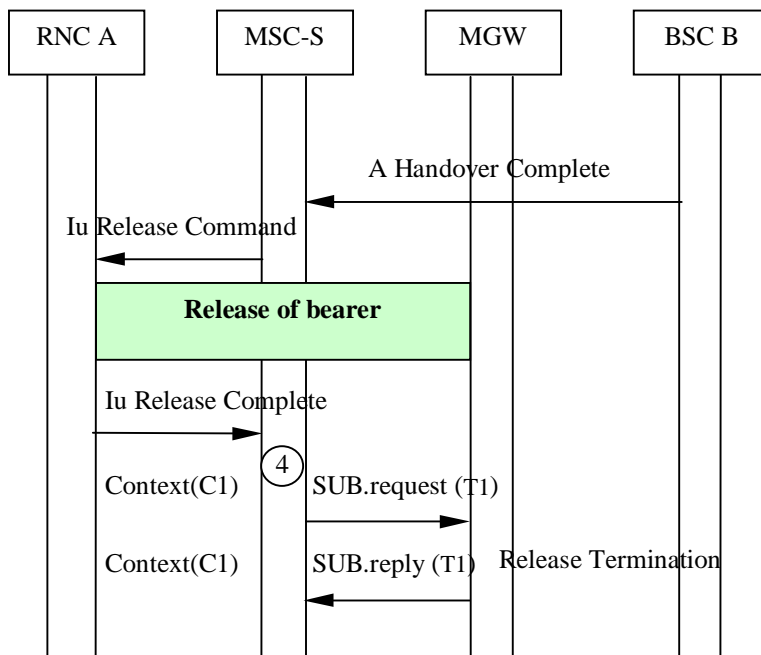 RNC A MSC-S MGW BSC B
A Handover Complete
Iu Release Command
Release of bearer
Iu Release Complete
4
Context(C1) SUB.request (T1)
Context(C1) SUB.reply (T1) Release Termination